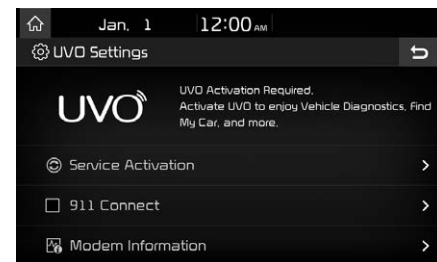 Jan. 1 12:00 AM
UVO Settings
UVO
UVO Activation Required.
Activate UVO to enjoy Vehicle Diagnostics, Find
My Car, and more.
Service Activation
911 Connect
Modem Information